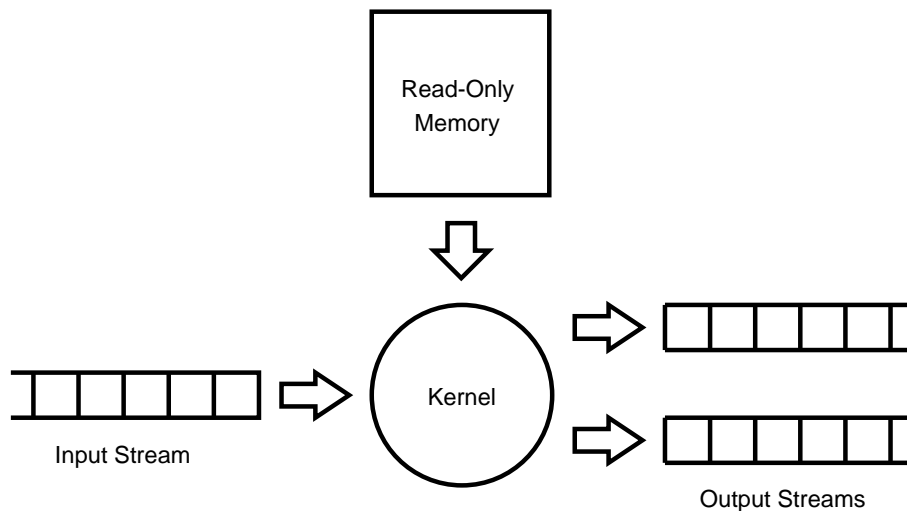 Read-Only
Memory
Kernel
Input Stream
Output Streams